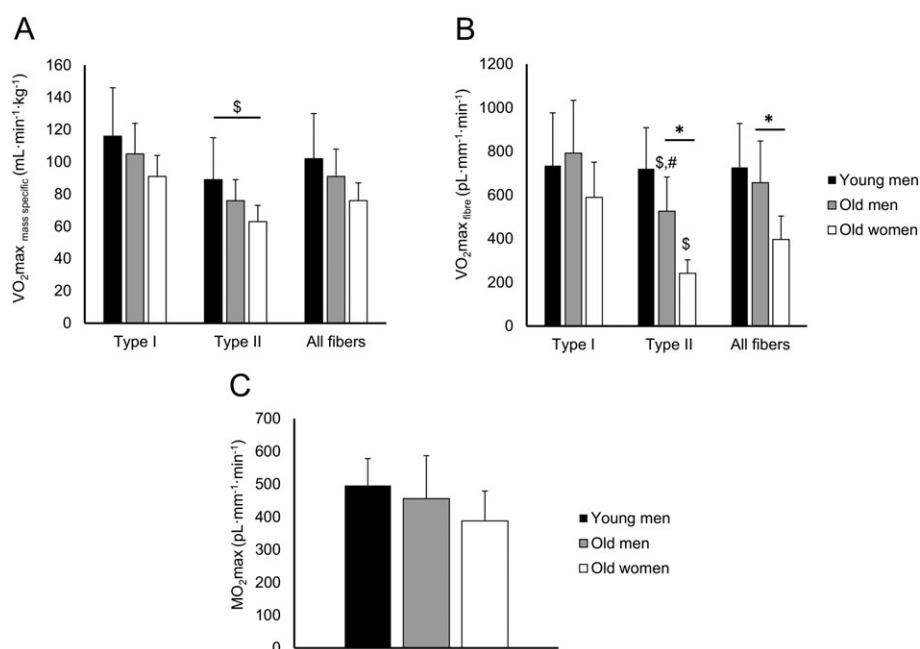 A
VO₂max mass specific (mL·min⁻¹·kg⁻¹)
160
140
120
100
80
60
40
20
0
$
Type I Type II All fibers
B
VO₂max fibre (pL·mm⁻¹·min⁻¹)
1200
1000
800
600
400
200
0
* *
$,#
$
Type I Type II All fibers
Young men
Old men
Old women
C
MO₂max (pL·mm⁻¹·min⁻¹)
700
600
500
400
300
200
100
0
Young men
Old men
Old women